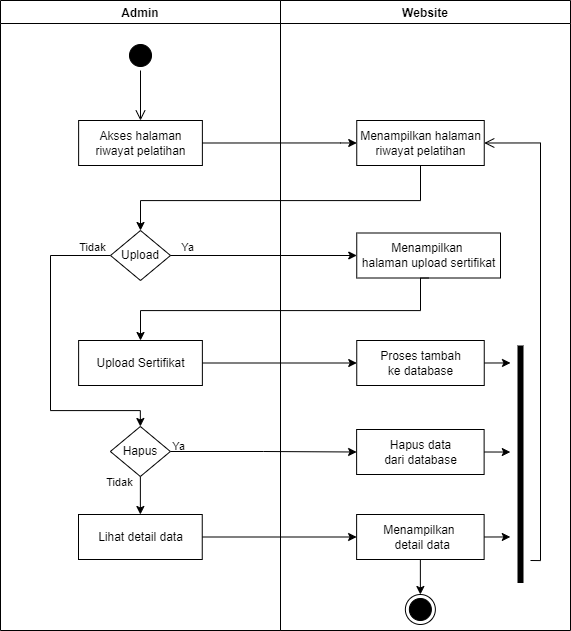 Admin
Website
Akses halaman
riwayat pelatihan
Menampilkan halaman
riwayat pelatihan
Tidak
Upload
Ya
Menampilkan
halaman upload sertifikat
Upload Sertifikat
Proses tambah
ke database
Hapus
Ya
Hapus data
dari database
Tidak
Lihat detail data
Menampilkan
detail data